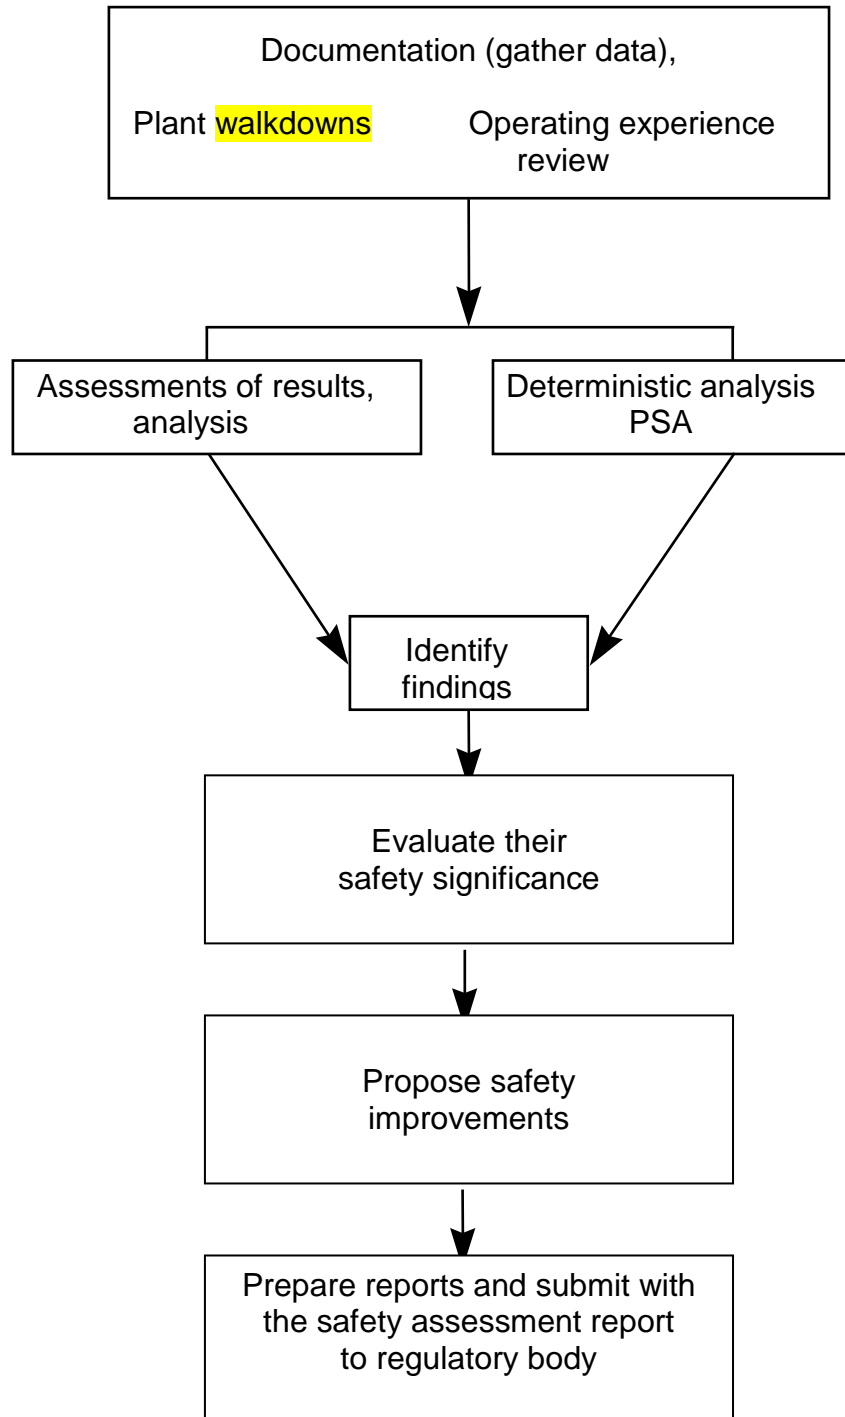 Documentation (gather data),
Plant walkdowns Operating experience
review
Assessments of results,
analysis
Deterministic analysis
PSA
Identify
findings
Evaluate their
safety significance
Propose safety
improvements
Prepare reports and submit with
the safety assessment report
to regulatory body